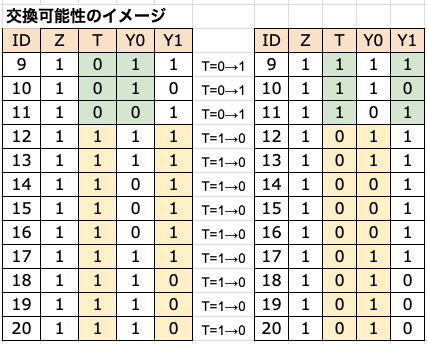 交換可能性のイメージ
ID Z T Y0 Y1 ID Z T Y0 Y1
9 1 0 1 1 T=0→1 9 1 1 1 1
10 1 0 1 0 T=0→1 10 1 1 1 0
11 1 0 0 1 T=0→1 11 1 1 0 1
12 1 1 1 1 T=1→0 12 1 0 1 1
13 1 1 1 1 T=1→0 13 1 0 1 1
14 1 1 0 1 T=1→0 14 1 0 0 1
15 1 1 0 1 T=1→0 15 1 0 0 1
16 1 1 0 1 T=1→0 16 1 0 0 1
17 1 1 1 1 T=1→0 17 1 0 1 1
18 1 1 1 0 T=1→0 18 1 0 1 0
19 1 1 1 0 T=1→0 19 1 0 1 0
20 1 1 1 0 T=1→0 20 1 0 1 0